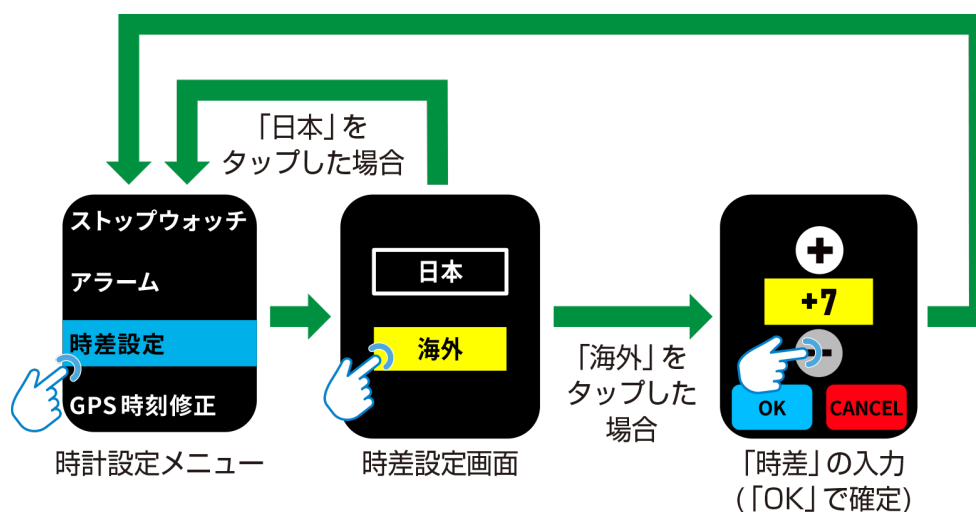 「日本」を
タップした場合
ストップウォッチ
アラーム
時差設定
GPS時刻修正
時計設定メニュー
日本
海外
時差設定画面
「海外」を
タップした
場合
+
+7
-
OK
CANCEL
「時差」の入力
(「OK」で確定)